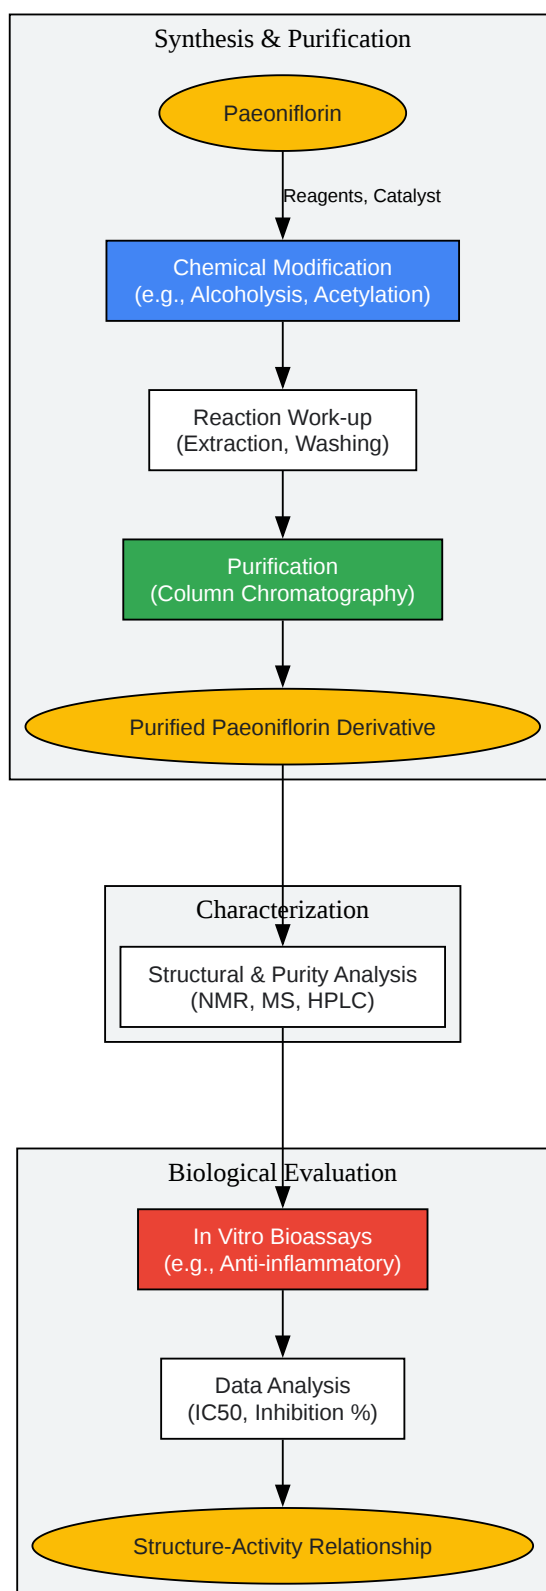 Synthesis & Purification
Paeoniflorin
Reagents, Catalyst
Chemical Modification
(e.g., Alcoholysis, Acetylation)
Reaction Work-up
(Extraction, Washing)
Purification
(Column Chromatography)
Purified Paeoniflorin Derivative
Characterization
Structural & Purity Analysis
(NMR, MS, HPLC)
Biological Evaluation
In Vitro Bioassays
(e.g., Anti-inflammatory)
Data Analysis
(IC50, Inhibition %)
Structure-Activity Relationship